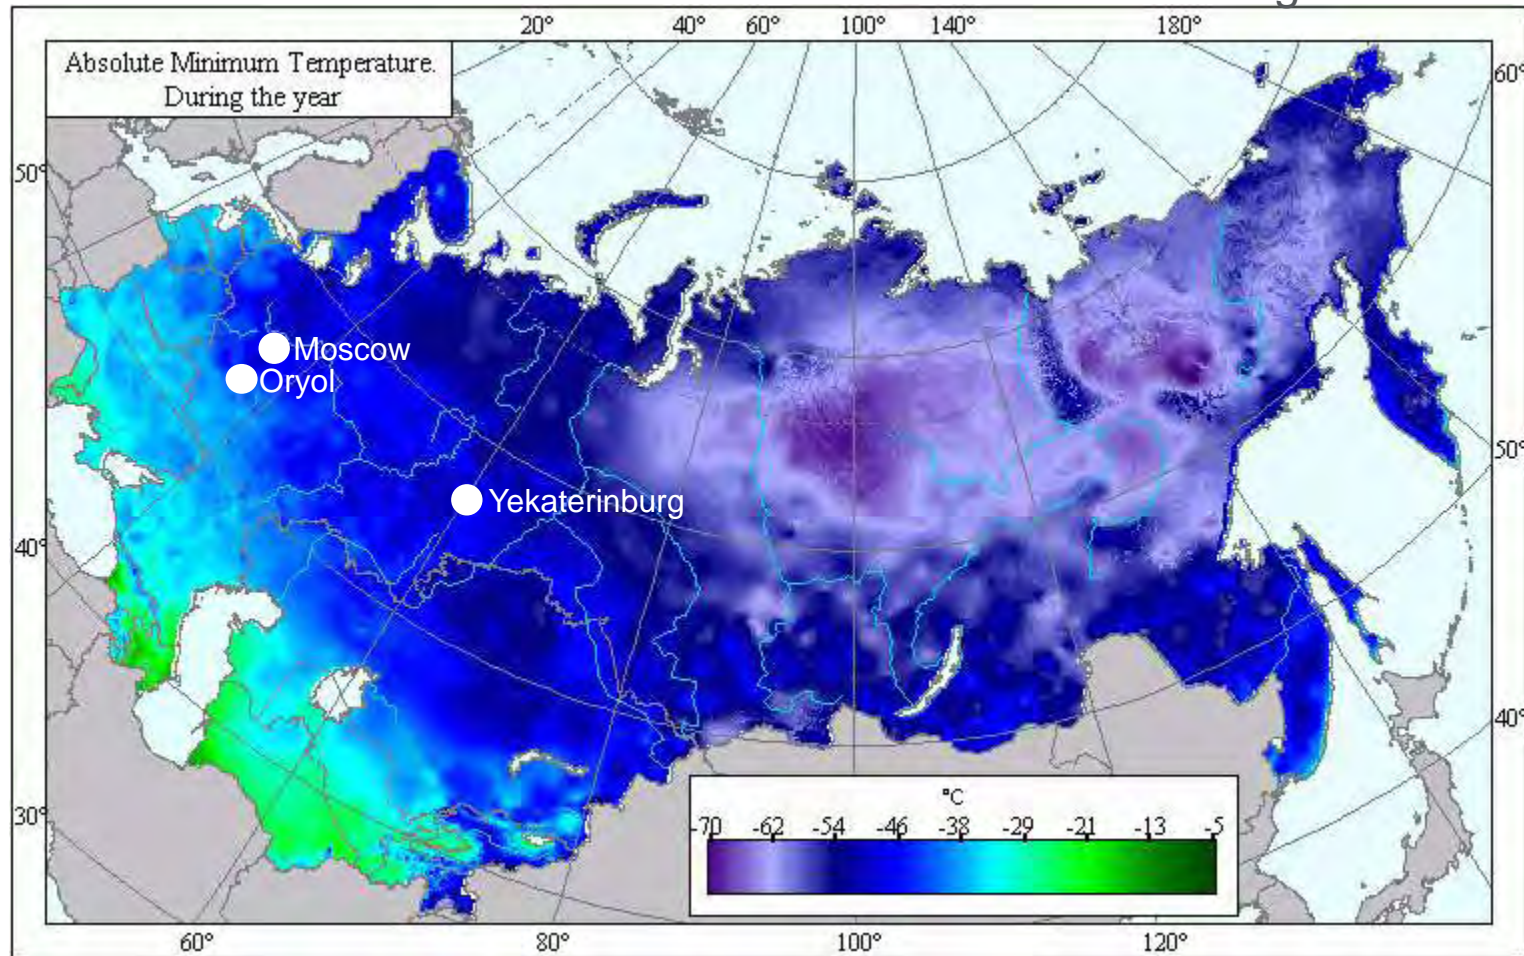 g
20° 40° 60° 100° 140° 180°
Absolute Minimum Temperature.
During the year
60°
50°
Moscow
Oryol
50°
Yekaterinburg
40°
40°
°C
-70 -62 -54 -46 -38 -29 -21 -13 -5
30°
60° 80° 100° 120°